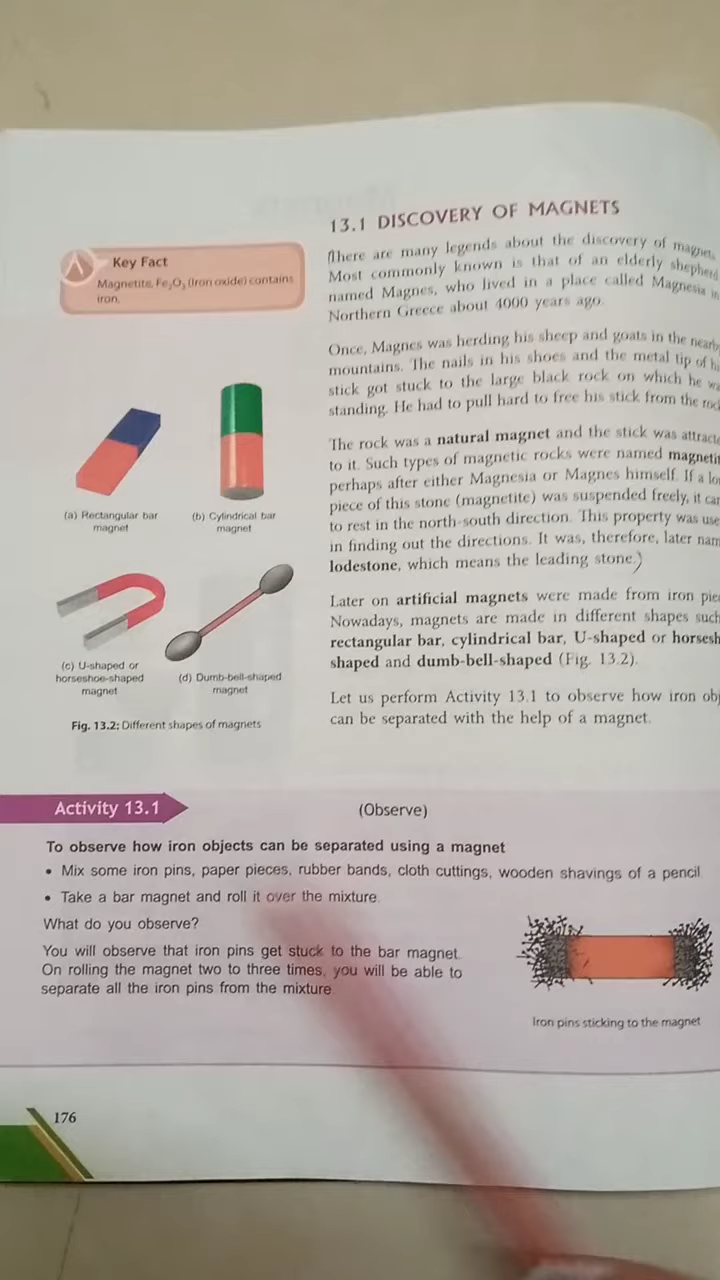 13.1 DISCOVERY OF MAGNETS
Key Fact
Magnetite, Fe₃O₃ (Iron oxide) contains
iron.
There are many legends about the discovery of magnets.
Most commonly known is that of an elderly shepherd
named Magnes, who lived in a place called Magnesia in
Northern Greece about 4000 years ago.
Once, Magnes was herding his sheep and goats in the nearby
mountains. The nails in his shoes and the metal tip of
stick got stuck to the large black rock on which he
standing. He had to pull hard to free his stick from the
The rock was a natural magnet and the stick was
to it. Such types of magnetic rocks were named
perhaps after either Magnesia or Magnes himself. If a
piece of this stone (magnetite) was suspended freely, it
to rest in the north-south direction. This property was
in finding out the directions. It was, therefore, later
lodestone, which means the leading stone.)
Later on artificial magnets were made from iron
Nowadays, magnets are made in different shapes such
rectangular bar, cylindrical bar, U-shaped or
shaped and dumb-bell-shaped (Fig. 13.2).
Let us perform Activity 13.1 to observe how iron
can be separated with the help of a magnet.
(a) Rectangular bar
magnet
(b) Cylindrical bar
magnet
(c) U-shaped or
horseshoe-shaped
magnet
(d) Dumb-bell-shaped
magnet
Fig. 13.2: Different shapes of magnets
Activity 13.1
(Observe)
To observe how iron objects can be separated using a magnet
• Mix some iron pins, paper pieces, rubber bands, cloth cuttings, wooden shavings of a pencil.
• Take a bar magnet and roll it over the mixture.
What do you observe?
You will observe that iron pins get stuck to the bar magnet.
On rolling the magnet two to three times, you will be able to
separate all the iron pins from the mixture.
Iron pins sticking to the magnet
176